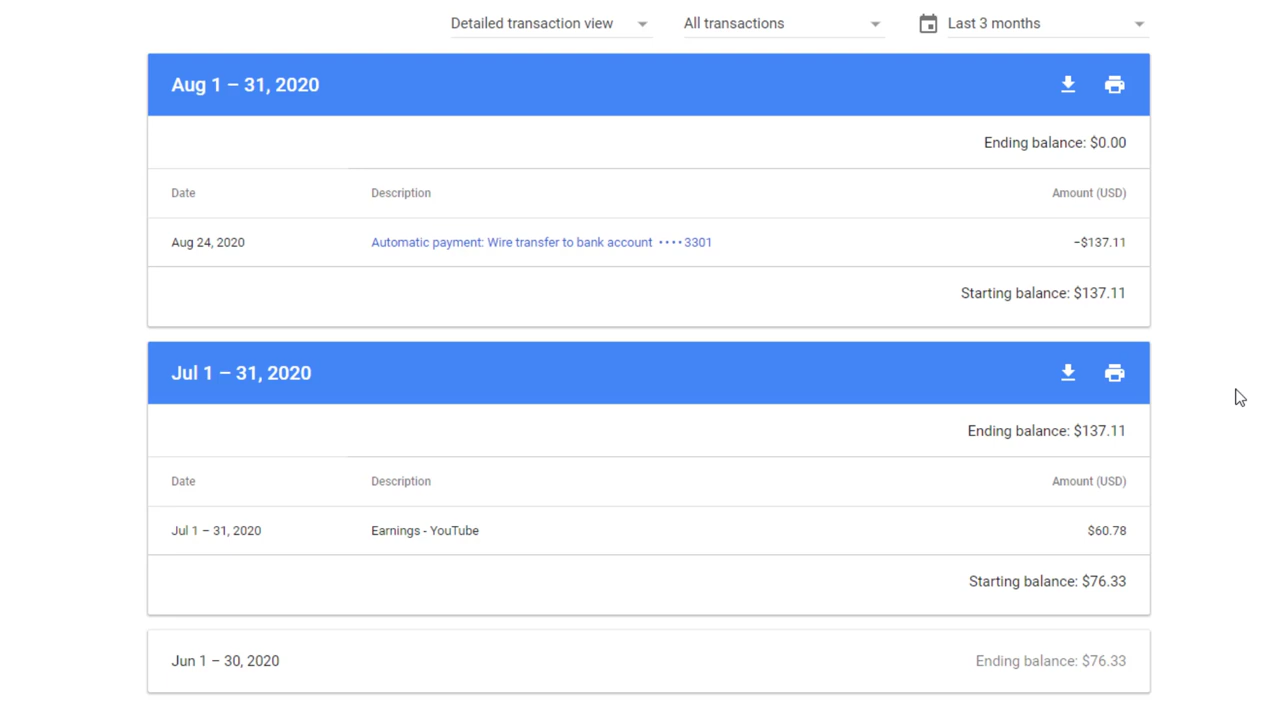 Detailed transaction view All transactions Last 3 months
Aug 1 – 31, 2020
Ending balance: $0.00
Date Description Amount (USD)
Aug 24, 2020 Automatic payment: Wire transfer to bank account ••••3301 −$137.11
Starting balance: $137.11
Jul 1 – 31, 2020
Ending balance: $137.11
Date Description Amount (USD)
Jul 1 – 31, 2020 Earnings - YouTube $60.78
Starting balance: $76.33
Jun 1 – 30, 2020 Ending balance: $76.33